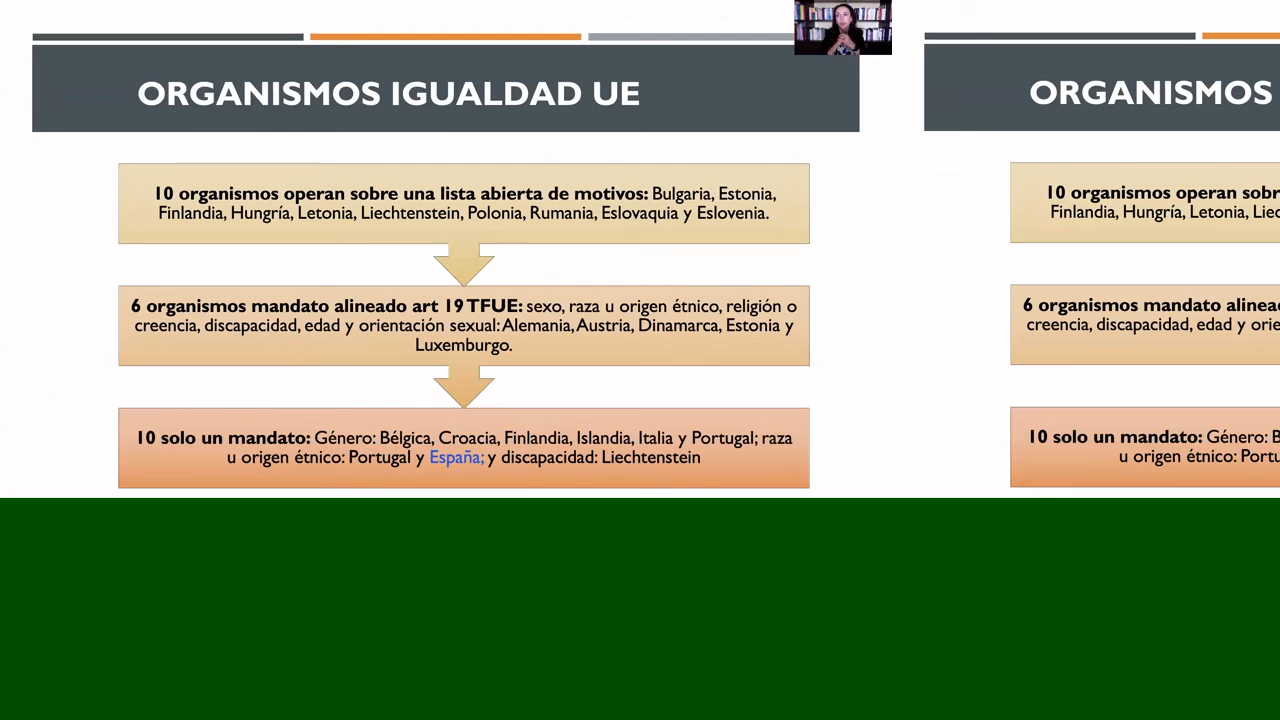 ORGANISMOS IGUALDAD UE
10 organismos operan sobre una lista abierta de motivos: Bulgaria, Estonia,
Finlandia, Hungría, Letonia, Liechtenstein, Polonia, Rumania, Eslovaquia y Eslovenia.
6 organismos mandato alineado art 19 TFUE: sexo, raza u origen étnico, religión o
creencia, discapacidad, edad y orientación sexual: Alemania, Austria, Dinamarca, Estonia y
Luxemburgo.
10 solo un mandato: Género: Bélgica, Croacia, Finlandia, Islandia, Italia y Portugal; raza
u origen étnico: Portugal y España; y discapacidad: Liechtenstein
ORGANISMOS
10 organismos operan sobr
Finlandia, Hungría, Letonia, Liec
6 organismos mandato alinead
creencia, discapacidad, edad y orie
10 solo un mandato: Género: B
u origen étnico: Portu